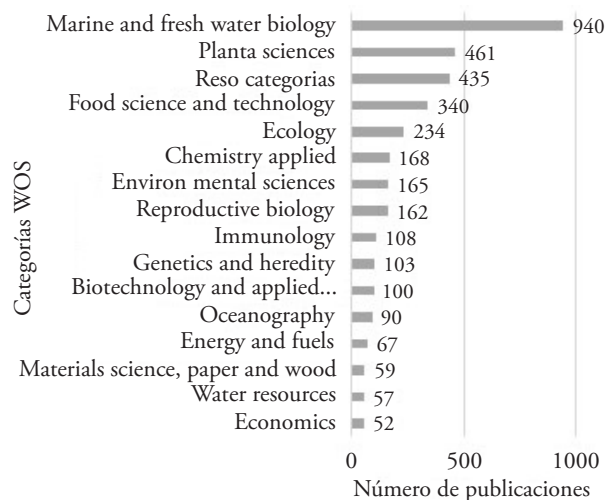 Categorías WOS
Marine and fresh water biology 940
Planta sciences 461
Reso categorias 435
Food science and technology 340
Ecology 234
Chemistry applied 168
Environ mental sciences 165
Reproductive biology 162
Immunology 108
Genetics and heredity 103
Biotechnology and applied... 100
Oceanography 90
Energy and fuels 67
Materials science, paper and wood 59
Water resources 57
Economics 52
0 500 1000
Número de publicaciones